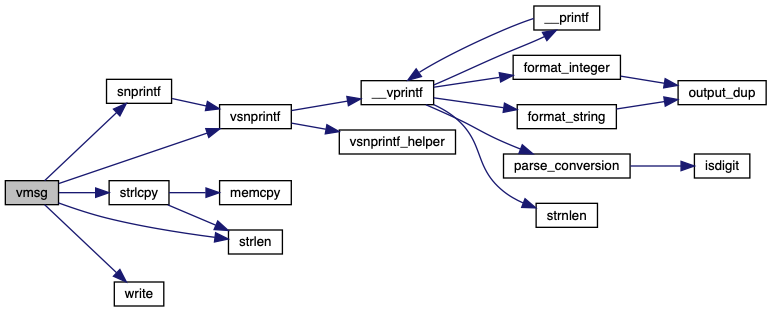 __printf
format_integer
snprintf
__vprintf
output_dup
vsnprintf
format_string
vsnprintf_helper
parse_conversion
isdigit
vmsg
strlcpy
memcpy
strnlen
strlen
write